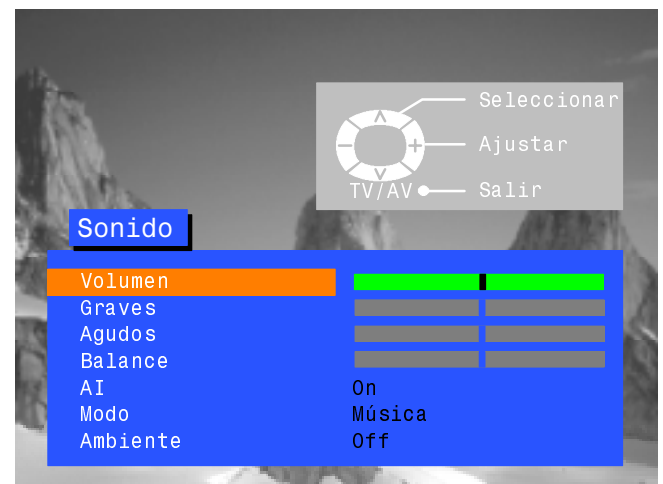 Seleccionar
Ajustar
TV/AV Salir
Sonido
Volumen
Graves
Agudos
Balance
AI On
Modo Música
Ambiente Off